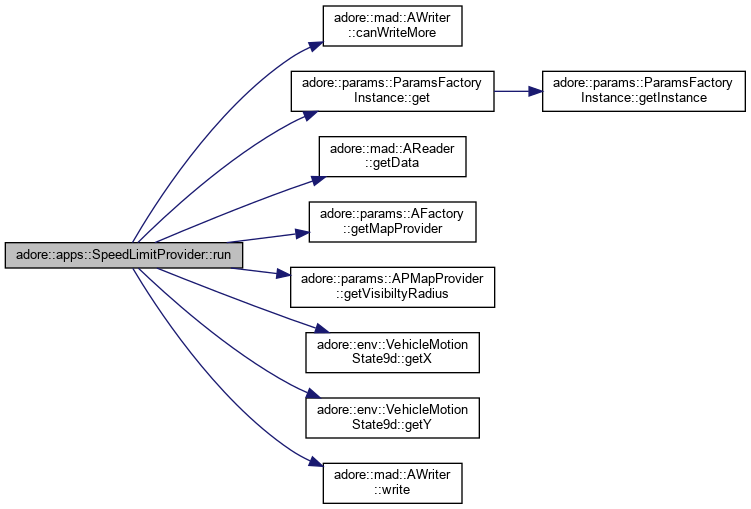 adore::mad::AWriter
::canWriteMore
adore::params::ParamsFactory
Instance::get
adore::params::ParamsFactory
Instance::getInstance
adore::mad::AReader
::getData
adore::params::AFactory
::getMapProvider
adore::apps::SpeedLimitProvider::run
adore::params::APMapProvider
::getVisibiltyRadius
adore::env::VehicleMotion
State9d::getX
adore::env::VehicleMotion
State9d::getY
adore::mad::AWriter
::write